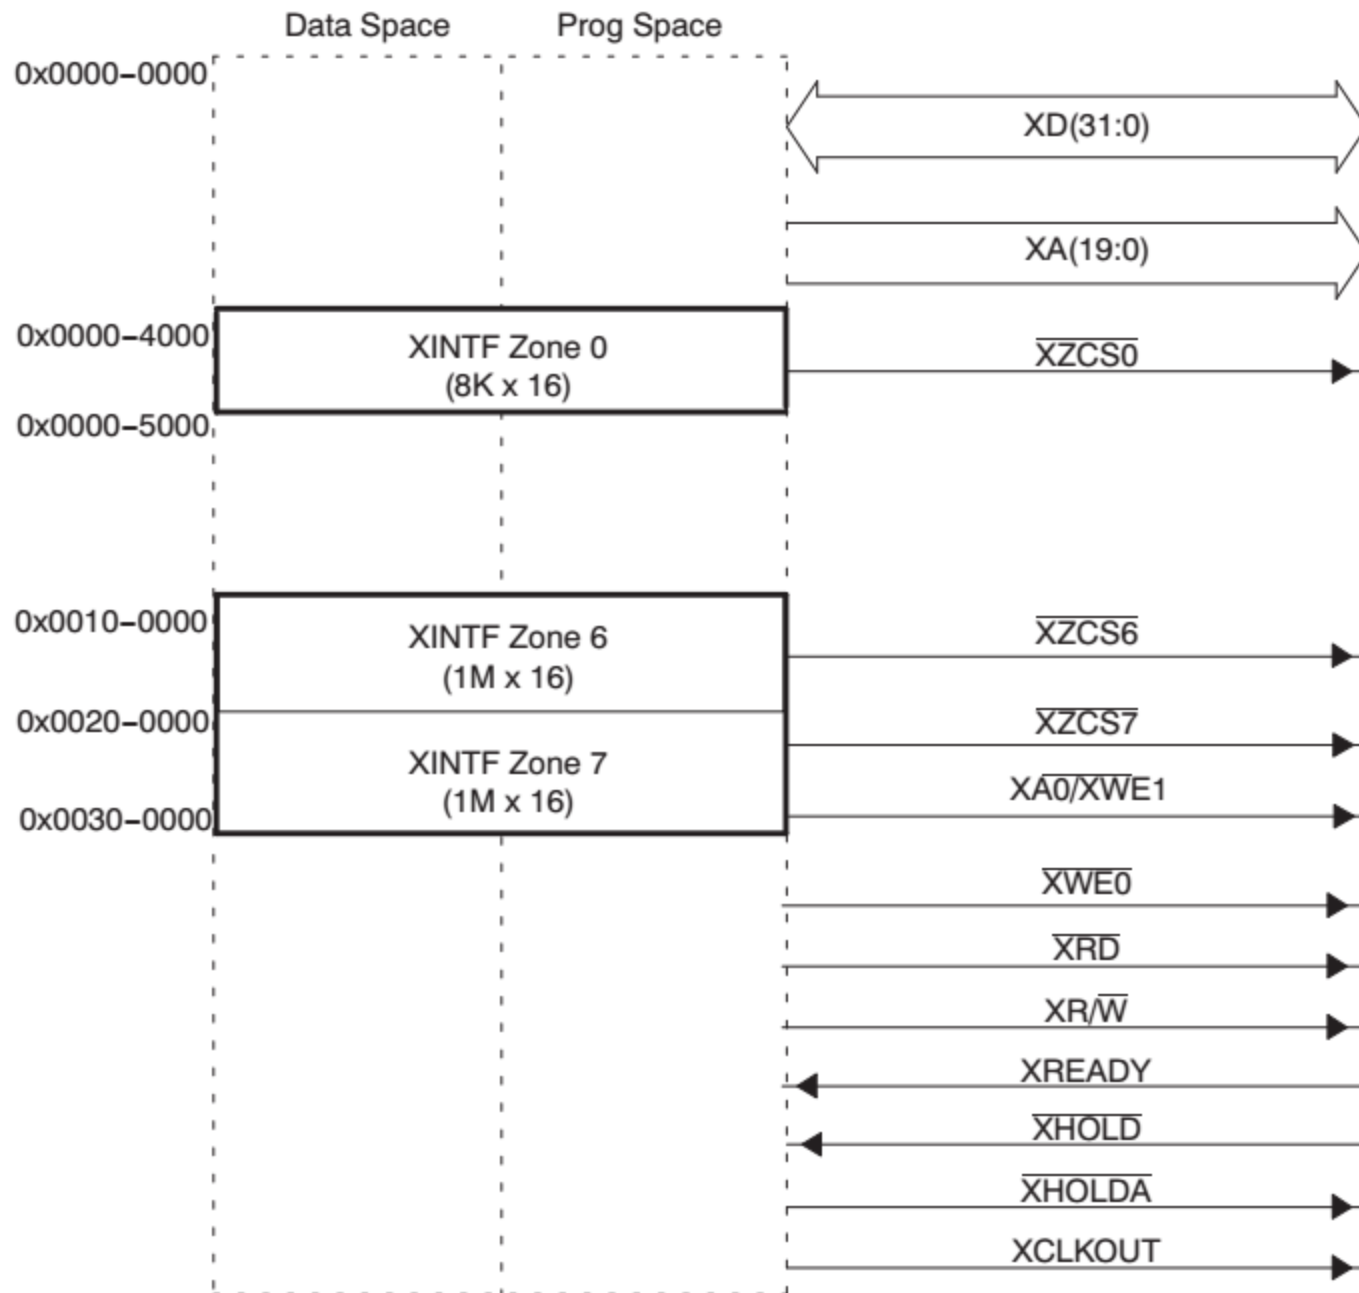 Data Space Prog Space
0x0000–0000
XD(31:0)
XA(19:0)
0x0000–4000
XINTF Zone 0
(8K x 16)
XZCS0
0x0000–5000
0x0010–0000
XINTF Zone 6
(1M x 16)
XZCS6
0x0020–0000
XZCS7
XINTF Zone 7
(1M x 16)
XA0/XWE1
0x0030–0000
XWE0
XRD
XR/W
XREADY
XHOLD
XHOLDA
XCLKOUT